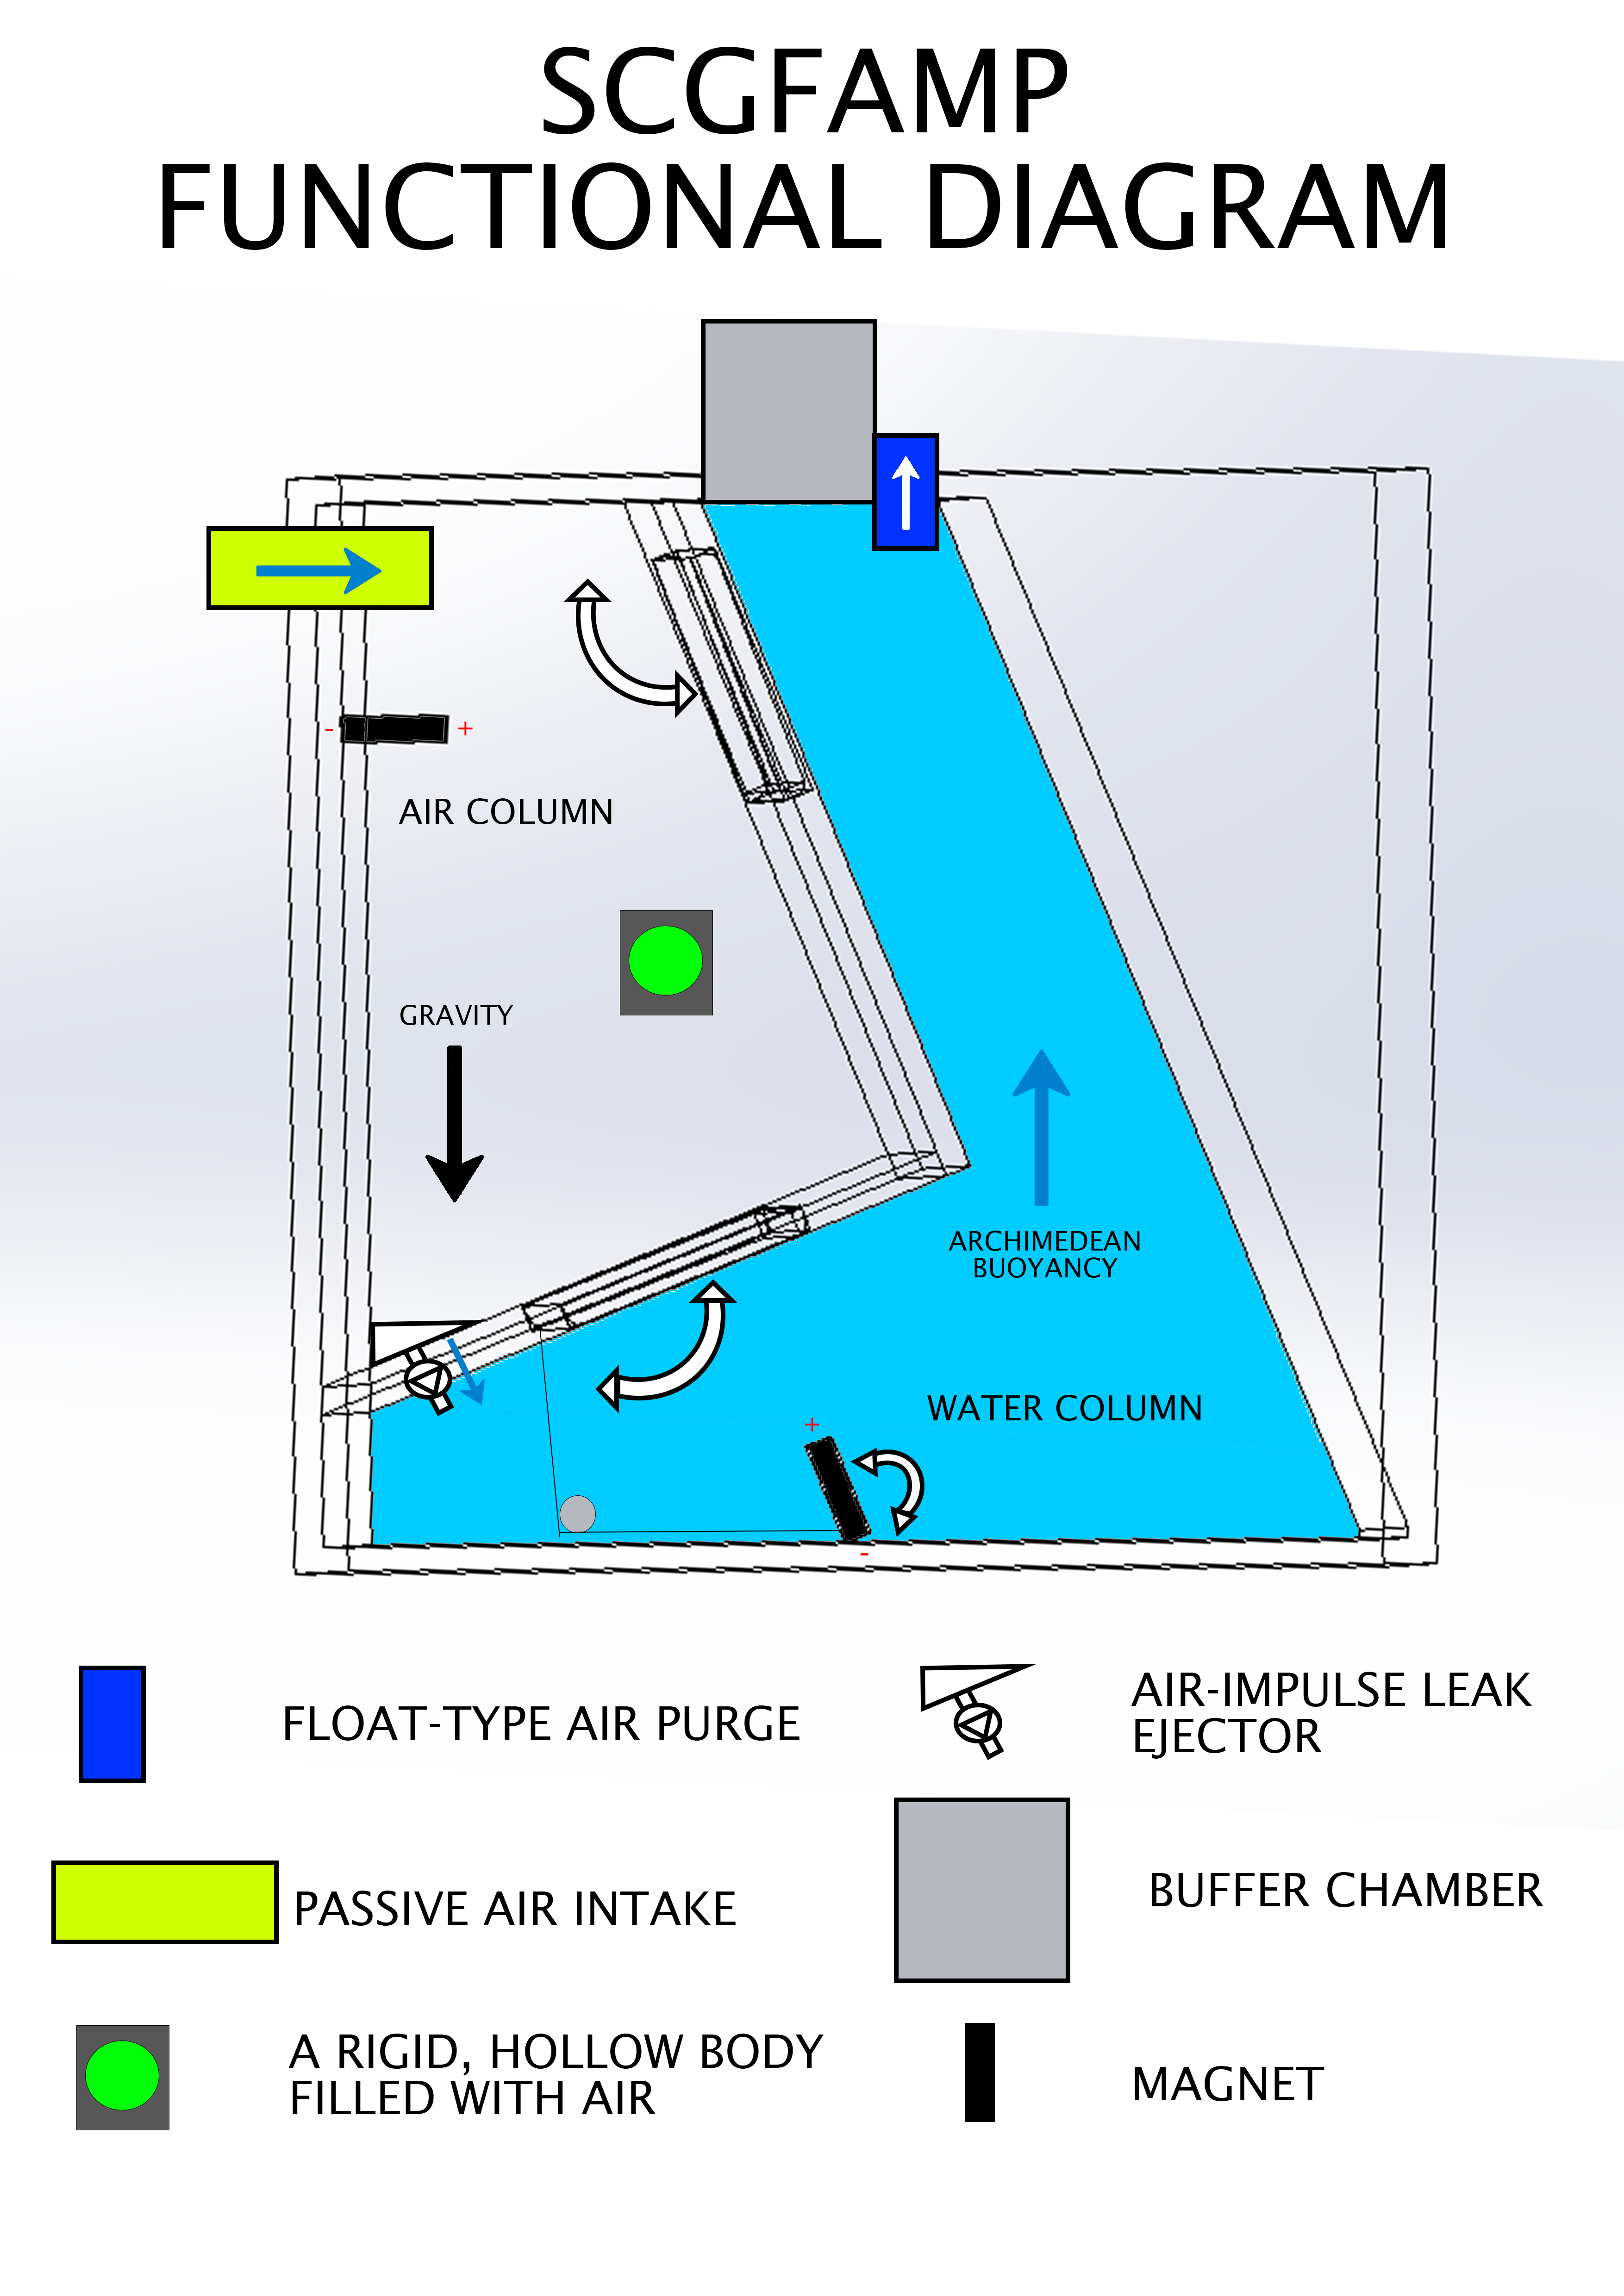 SCGFAMP
FUNCTIONAL DIAGRAM
- +
AIR COLUMN
GRAVITY
ARCHIMEDEAN
BUOYANCY
WATER COLUMN
+
-
FLOAT-TYPE AIR PURGE
AIR-IMPULSE LEAK
EJECTOR
PASSIVE AIR INTAKE
BUFFER CHAMBER
A RIGID, HOLLOW BODY
FILLED WITH AIR
MAGNET